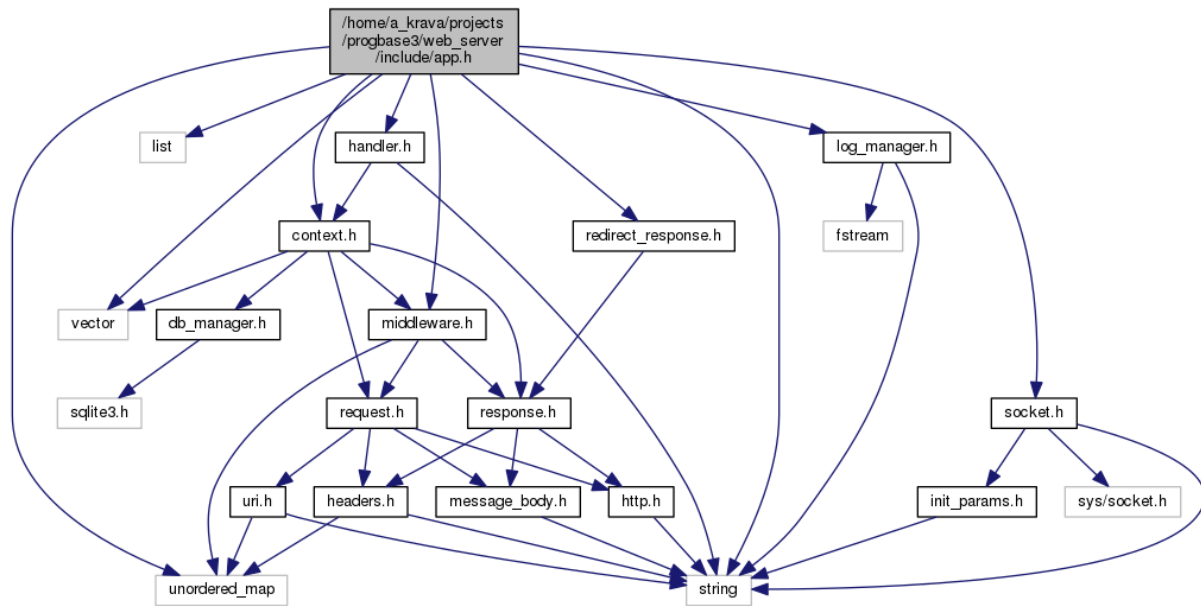 /home/a_krava/projects
/progbase3/web_server
/include/app.h
list
handler.h
log_manager.h
context.h
redirect_response.h
fstream
vector
db_manager.h
middleware.h
sqlite3.h
request.h
response.h
socket.h
uri.h
headers.h
message_body.h
http.h
init_params.h
sys/socket.h
unordered_map
string